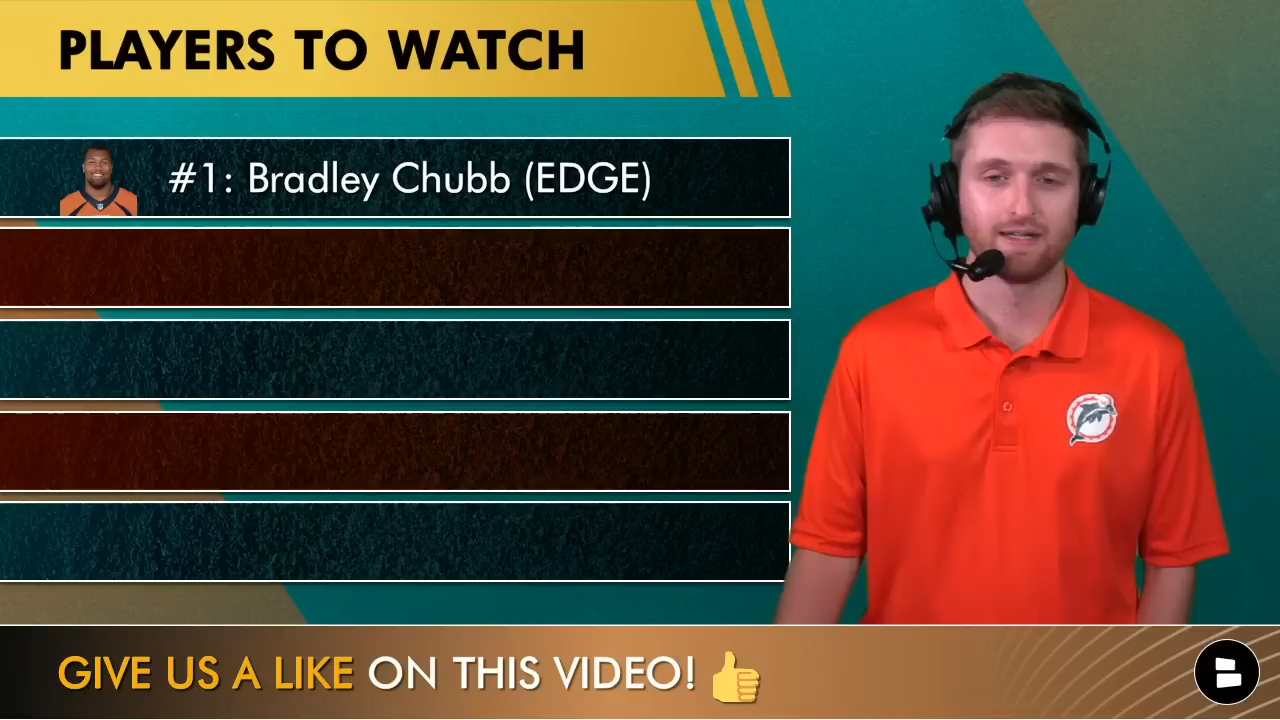 PLAYERS TO WATCH
#1: Bradley Chubb (EDGE)
GIVE US A LIKE ON THIS VIDEO!